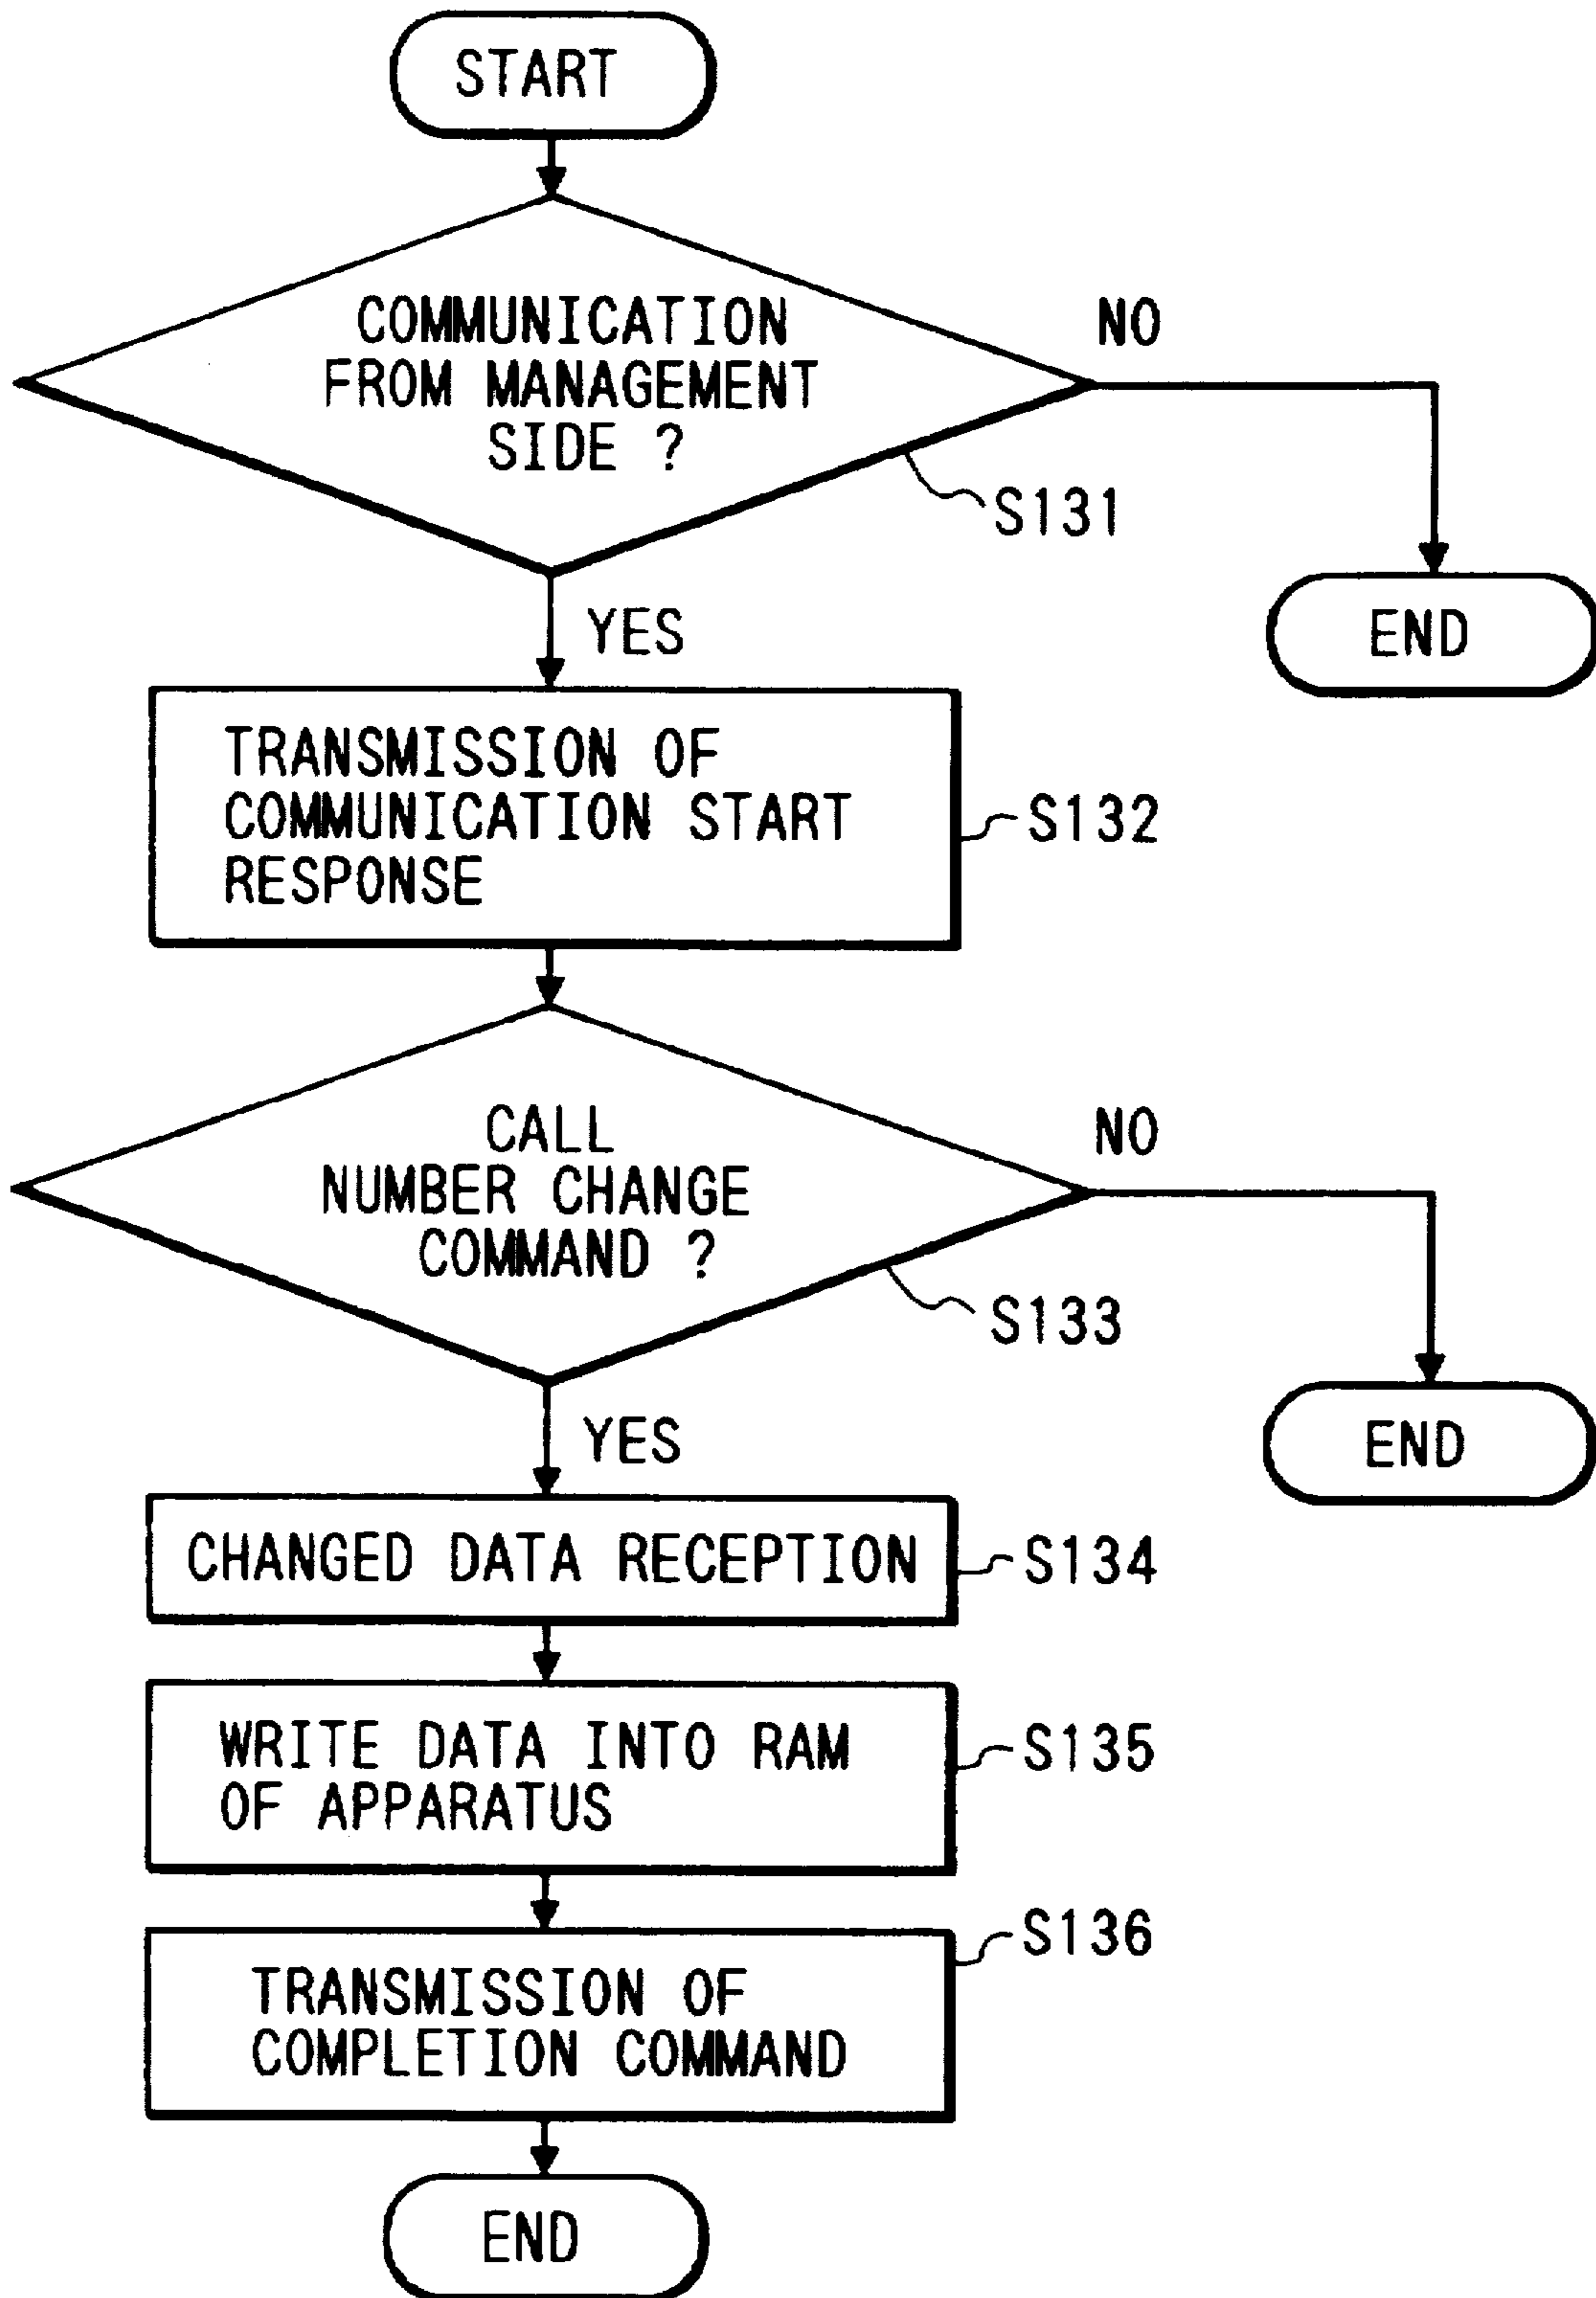 START
COMMUNICATION
FROM MANAGEMENT
SIDE ?
NO
S131
END
YES
TRANSMISSION OF
COMMUNICATION START
RESPONSE
S132
CALL
NUMBER CHANGE
COMMAND ?
NO
S133
END
YES
CHANGED DATA RECEPTION
S134
WRITE DATA INTO RAM
OF APPARATUS
S135
TRANSMISSION OF
COMPLETION COMMAND
S136
END